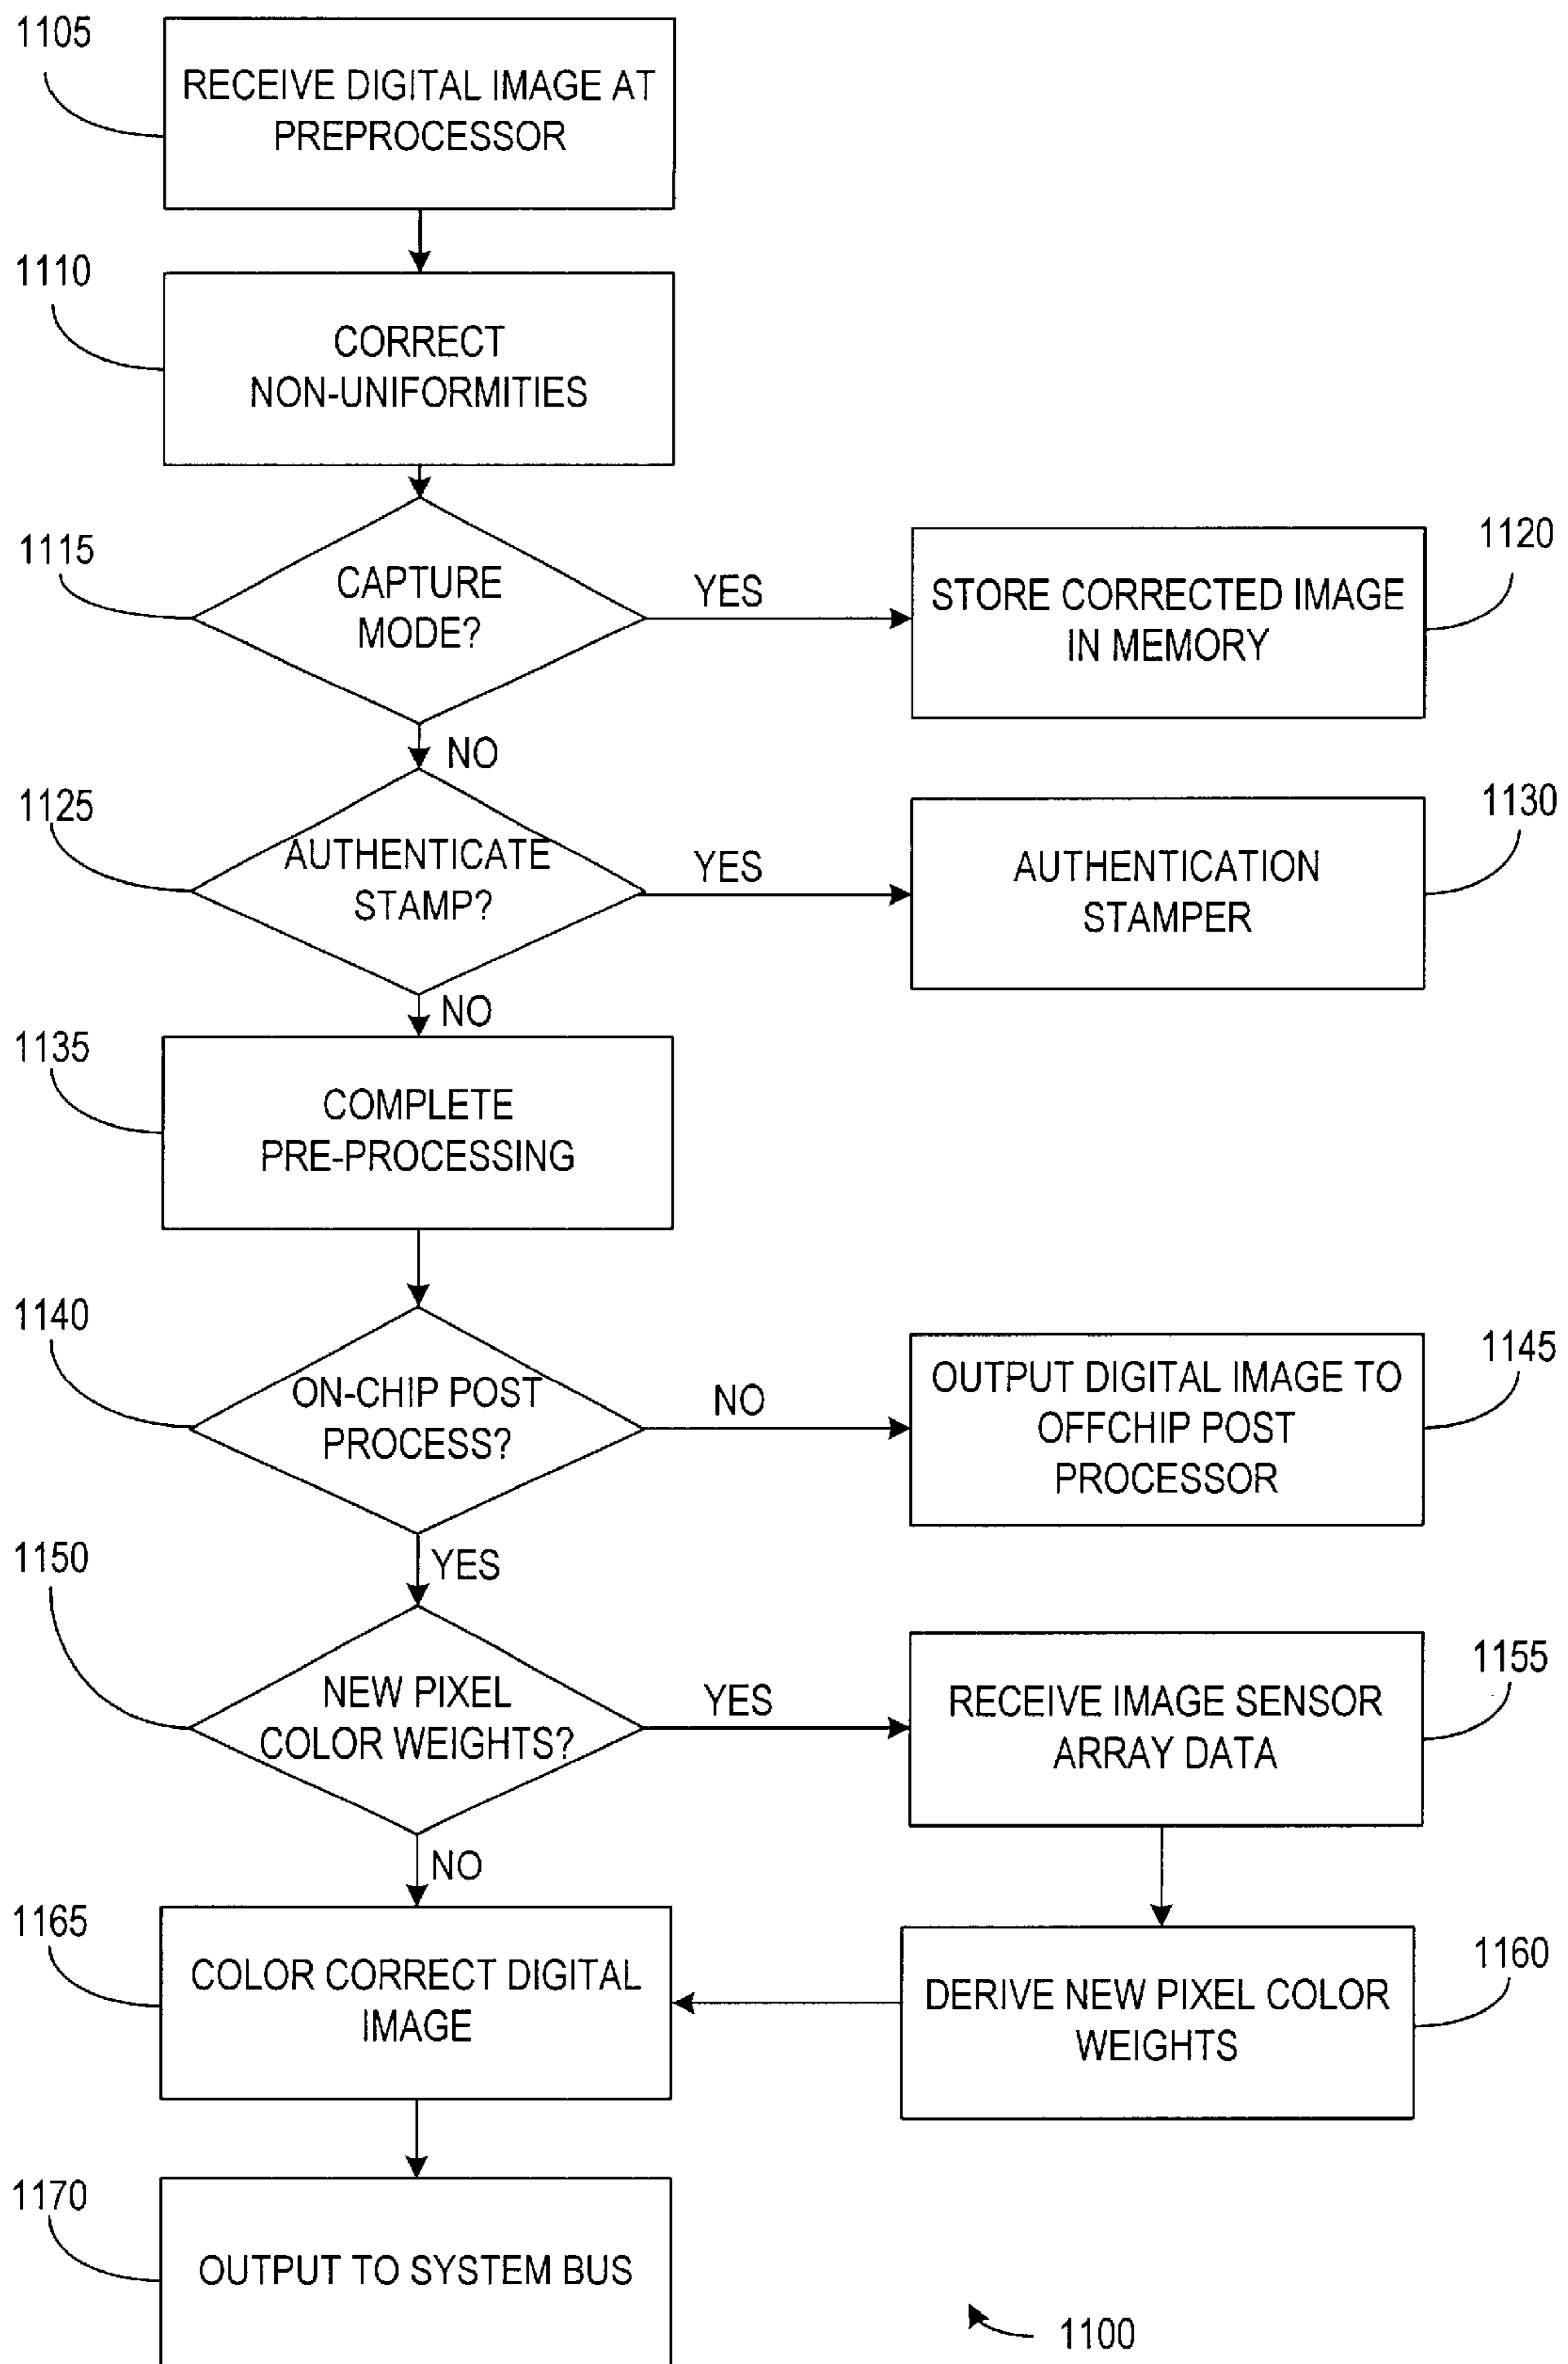 1105
RECEIVE DIGITAL IMAGE AT
PREPROCESSOR
1110
CORRECT
NON-UNIFORMITIES
1115
CAPTURE
MODE?
YES
1120
STORE CORRECTED IMAGE
IN MEMORY
NO
1125
AUTHENTICATE
STAMP?
YES
1130
AUTHENTICATION
STAMPER
NO
1135
COMPLETE
PRE-PROCESSING
1140
ON-CHIP POST
PROCESS?
NO
1145
OUTPUT DIGITAL IMAGE TO
OFFCHIP POST
PROCESSOR
YES
1150
NEW PIXEL
COLOR WEIGHTS?
YES
1155
RECEIVE IMAGE SENSOR
ARRAY DATA
NO
1165
COLOR CORRECT DIGITAL
IMAGE
1160
DERIVE NEW PIXEL COLOR
WEIGHTS
1170
OUTPUT TO SYSTEM BUS
1100